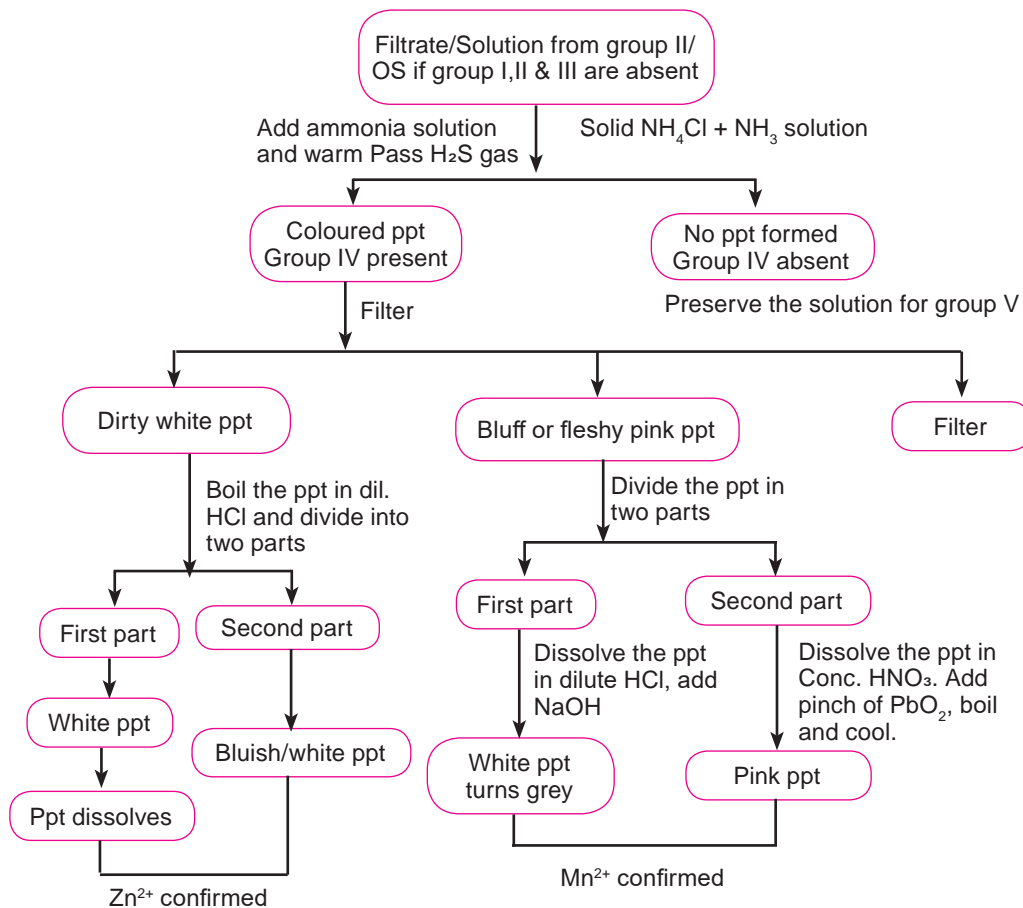 Filtrate/Solution from group II/
OS if group I,II & III are absent
Add ammonia solution
and warm Pass H₂S gas
Solid NH₄Cl + NH₃ solution
Coloured ppt
Group IV present
No ppt formed
Group IV absent
Filter
Preserve the solution for group V
Dirty white ppt
Bluff or fleshy pink ppt
Filter
Boil the ppt in dil.
HCl and divide into
two parts
Divide the ppt in
two parts
First part
Second part
First part
Second part
White ppt
Bluish/white ppt
Dissolve the ppt
in dilute HCl, add
NaOH
Dissolve the ppt in
Conc. HNO₃. Add
pinch of PbO₂, boil
and cool.
Ppt dissolves
White ppt
turns grey
Pink ppt
Zn²⁺ confirmed
Mn²⁺ confirmed